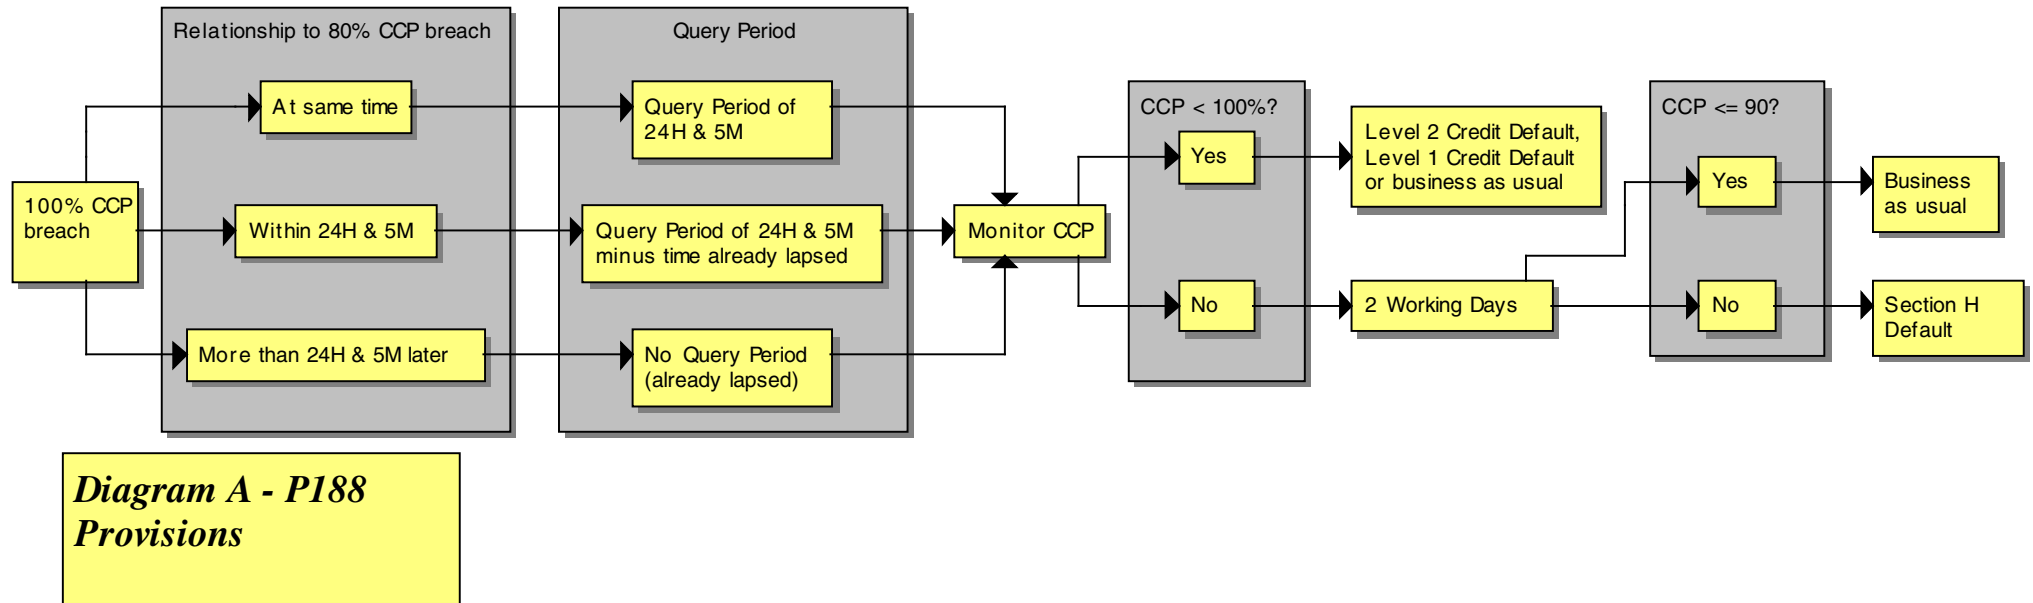 Relationship to 80% CCP breach
Query Period
At same time
Query Period of
24H & 5M
CCP < 100%?
CCP <= 90?
Level 2 Credit Default,
Level 1 Credit Default
or business as usual
Yes
Yes
Business
as usual
100% CCP
breach
Within 24H & 5M
Query Period of 24H & 5M
minus time already lapsed
Monitor CCP
No
2 Working Days
No
Section H
Default
More than 24H & 5M later
No Query Period
(already lapsed)
Diagram A - P188
Provisions